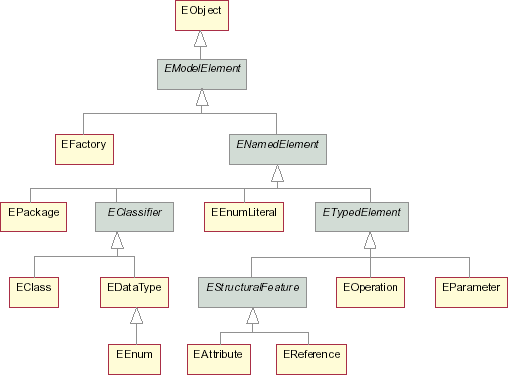 EObject
EModelElement
EFactory
ENamedElement
EPackage
EClassifier
EEnumLiteral
ETypedElement
EClass
EDataType
EStructuralFeature
EOperation
EParameter
EEnum
EAttribute
EReference